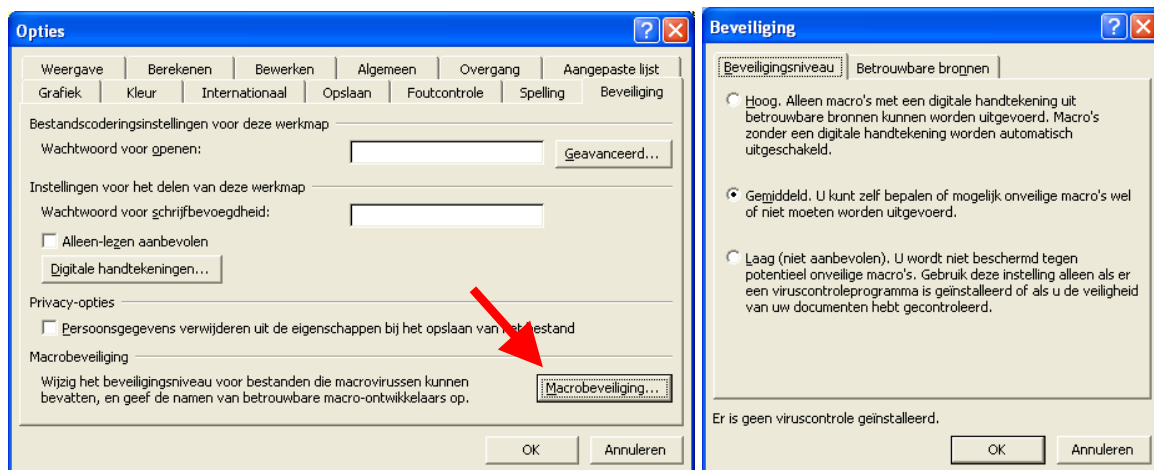 Opties
Weergave Berekenen Bewerken Algemeen Overgang Aangepaste lijst
Grafiek Kleur Internationaal Opslaan Foutcontrole Spelling Beveiliging
Bestandscoderingsinstellingen voor deze werkmap
Wachtwoord voor openen:
Geavanceerd...
Instellingen voor het delen van deze werkmap
Wachtwoord voor schrijfbevoegdheid:
Alleen-lezen aanbevolen
Digitale handtekeningen...
Privacy-opties
Persoonsgegevens verwijderen uit de eigenschappen bij het opslaan van het bestand
Macrobeveiliging
Wijzig het beveiligingsniveau voor bestanden die macrovirussen kunnen
bevatten, en geef de namen van betrouwbare macro-ontwikkelaars op.
Macrobeveiliging...
OK Annuleren
Beveiliging
Beveiligingsniveau Betrouwbare bronnen
Hoog. Alleen macro's met een digitale handtekening uit
betrouwbare bronnen kunnen worden uitgevoerd. Macro's
zonder een digitale handtekening worden automatisch
uitgeschakeld.
Gemiddeld. U kunt zelf bepalen of mogelijk onveilige macro's wel
of niet moeten worden uitgevoerd.
Laag (niet aanbevolen). U wordt niet beschermd tegen
potentieel onveilige macro's. Gebruik deze instelling alleen als er
een viruscontroleprogramma is geïnstalleerd of als u de veiligheid
van uw documenten hebt gecontroleerd.
Er is geen viruscontrole geïnstalleerd.
OK Annuleren